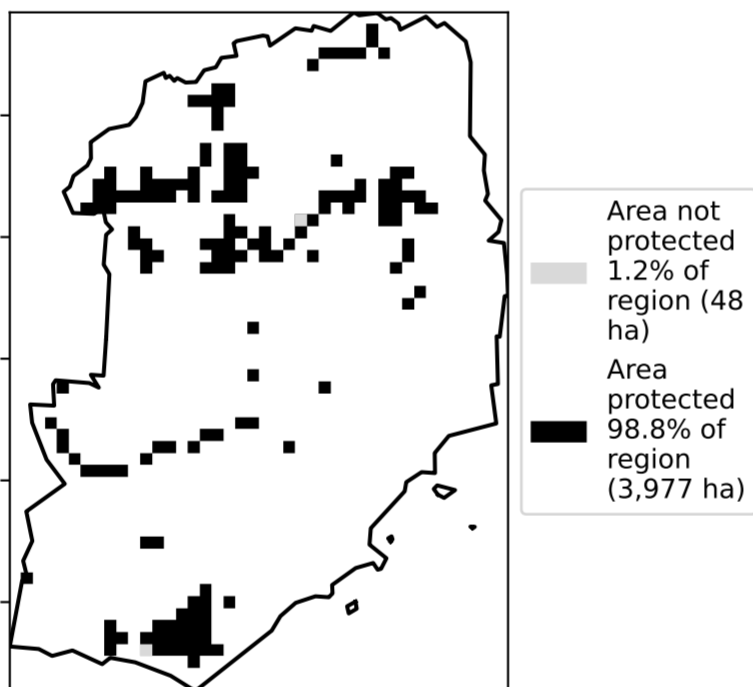 Area not
protected
1.2% of
region (48
ha)
Area
protected
98.8% of
region
(3,977 ha)